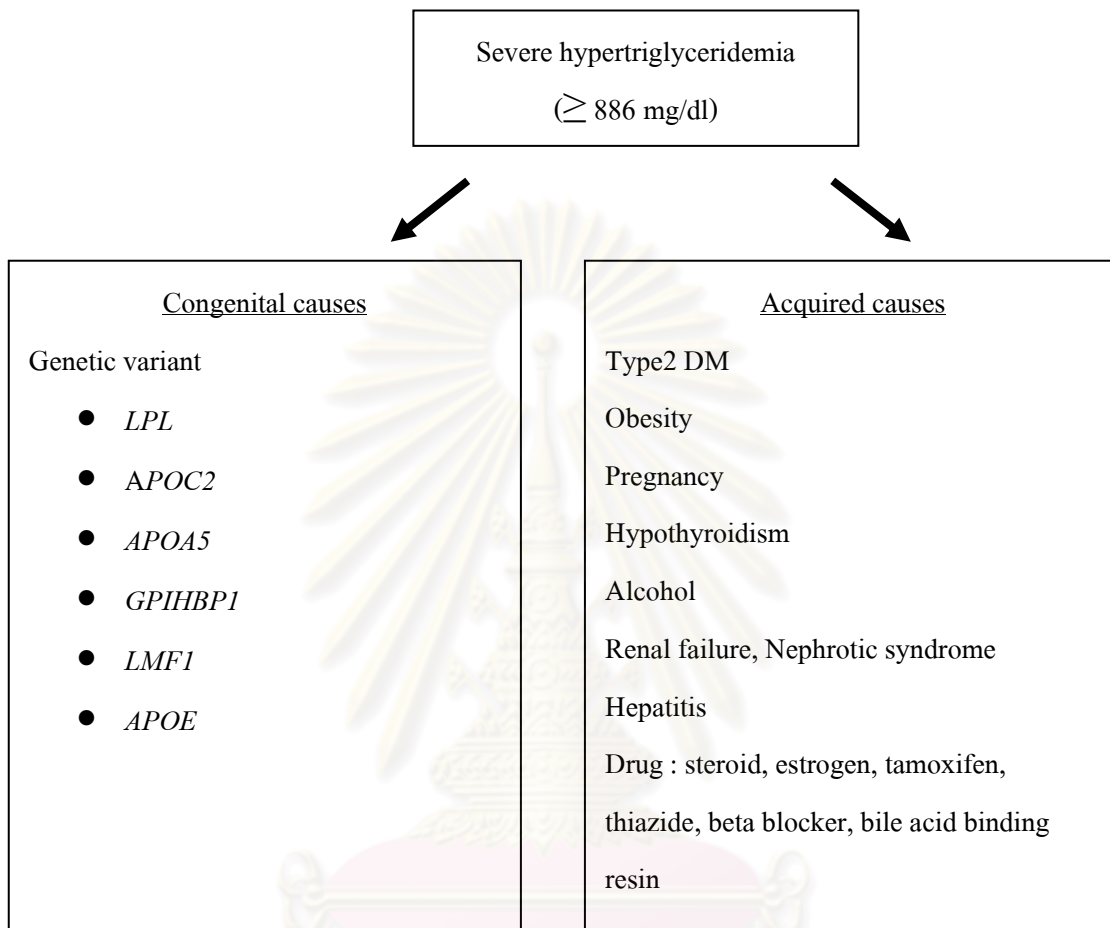 Severe hypertriglyceridemia
(≥ 886 mg/dl)
Congenital causes
Genetic variant
● LPL
● APOC2
● APOA5
● GPIHBP1
● LMF1
● APOE
Acquired causes
Type2 DM
Obesity
Pregnancy
Hypothyroidism
Alcohol
Renal failure, Nephrotic syndrome
Hepatitis
Drug : steroid, estrogen, tamoxifen,
thiazide, beta blocker, bile acid binding
resin